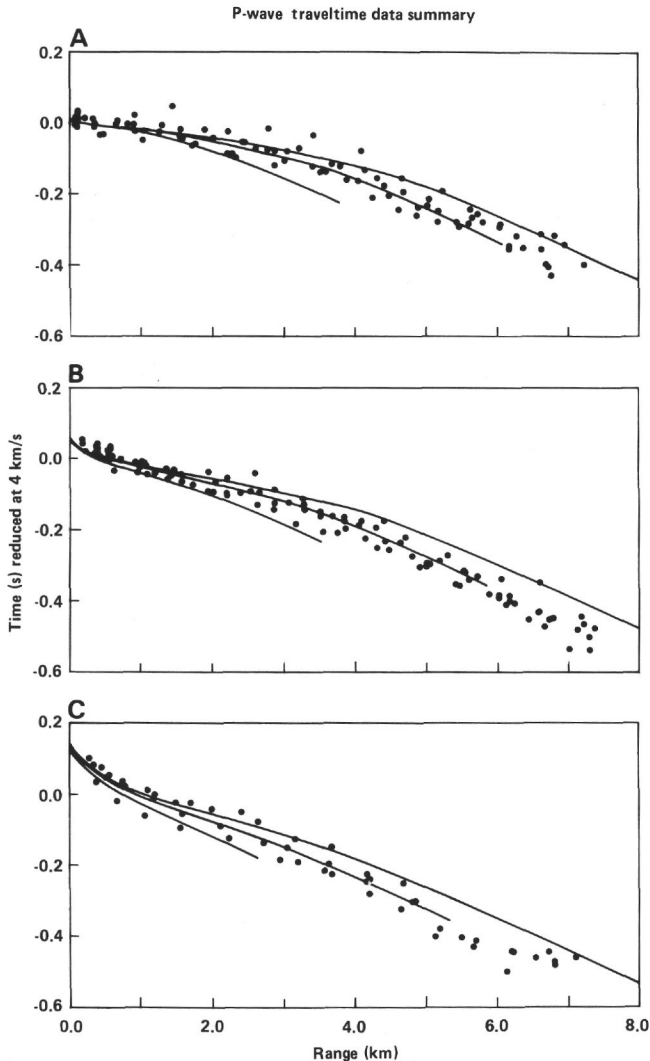 P-wave traveltime data summary
A
0.2
0.0
-0.2
-0.4
-0.6
B
0.2
0.0
-0.2
-0.4
-0.6
C
0.2
0.0
-0.2
-0.4
-0.6
0.0 2.0 4.0 6.0 8.0
Time (s) reduced at 4 km/s
Range (km)